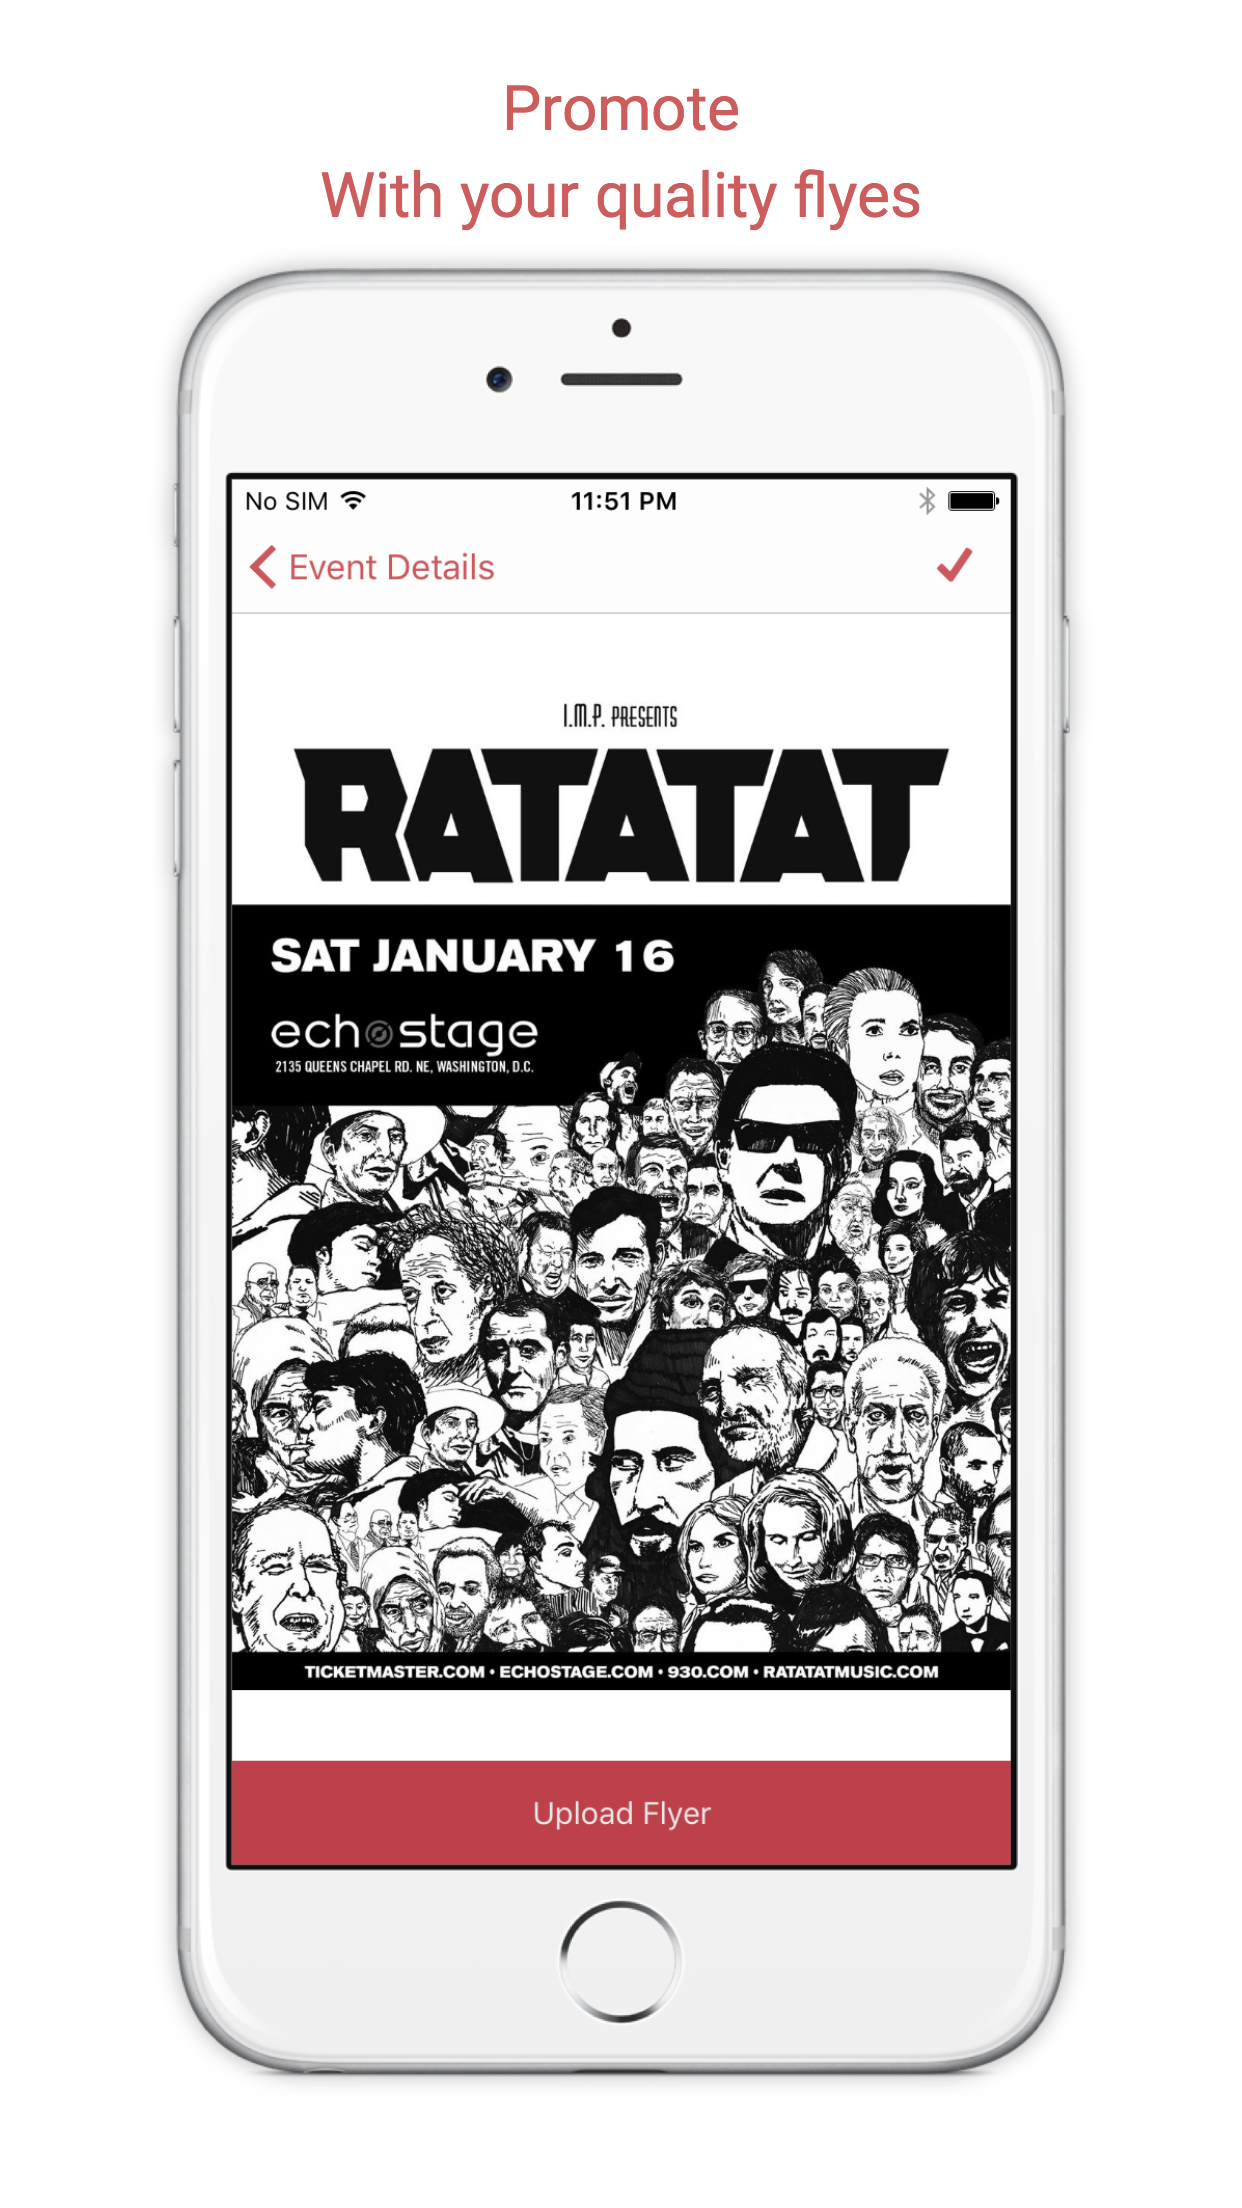 Promote
With your quality flyes
No SIM 11:51 PM
Event Details
I.M.P. PRESENTS
RATATAT
SAT JANUARY 16
echostage
2135 QUEENS CHAPEL RD. NE, WASHINGTON, D.C.
TICKETMASTER.COM • ECHOSTAGE.COM • 930.COM • RATATATMUSIC.COM
Upload Flyer